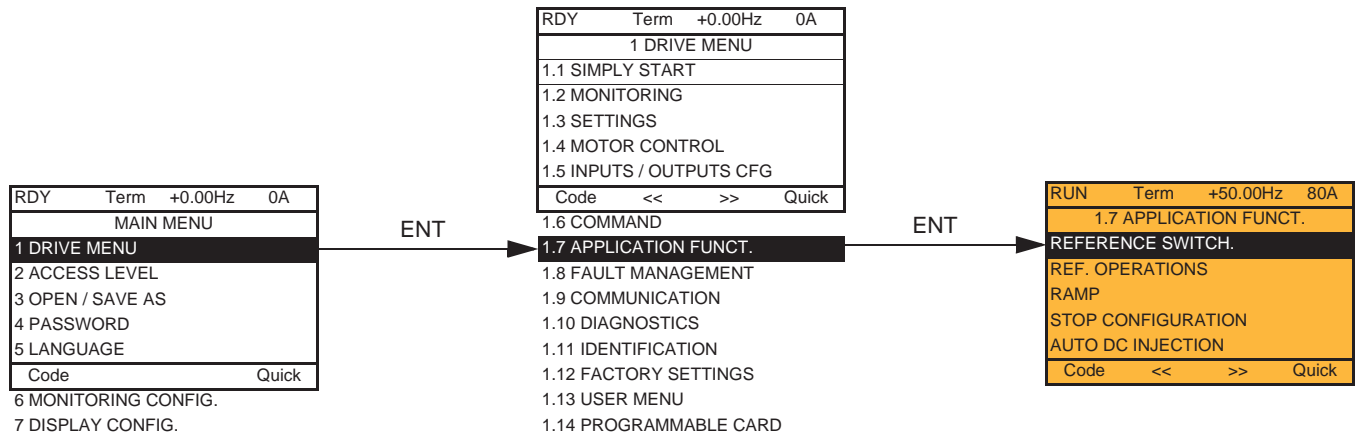 RDY Term +0.00Hz 0A
MAIN MENU
1 DRIVE MENU
2 ACCESS LEVEL
3 OPEN / SAVE AS
4 PASSWORD
5 LANGUAGE
Code Quick
6 MONITORING CONFIG.
7 DISPLAY CONFIG.
ENT
RDY Term +0.00Hz 0A
1 DRIVE MENU
1.1 SIMPLY START
1.2 MONITORING
1.3 SETTINGS
1.4 MOTOR CONTROL
1.5 INPUTS / OUTPUTS CFG
Code << >> Quick
1.6 COMMAND
1.7 APPLICATION FUNCT.
1.8 FAULT MANAGEMENT
1.9 COMMUNICATION
1.10 DIAGNOSTICS
1.11 IDENTIFICATION
1.12 FACTORY SETTINGS
1.13 USER MENU
1.14 PROGRAMMABLE CARD
ENT
RUN Term +50.00Hz 80A
1.7 APPLICATION FUNCT.
REFERENCE SWITCH.
REF. OPERATIONS
RAMP
STOP CONFIGURATION
AUTO DC INJECTION
Code << >> Quick